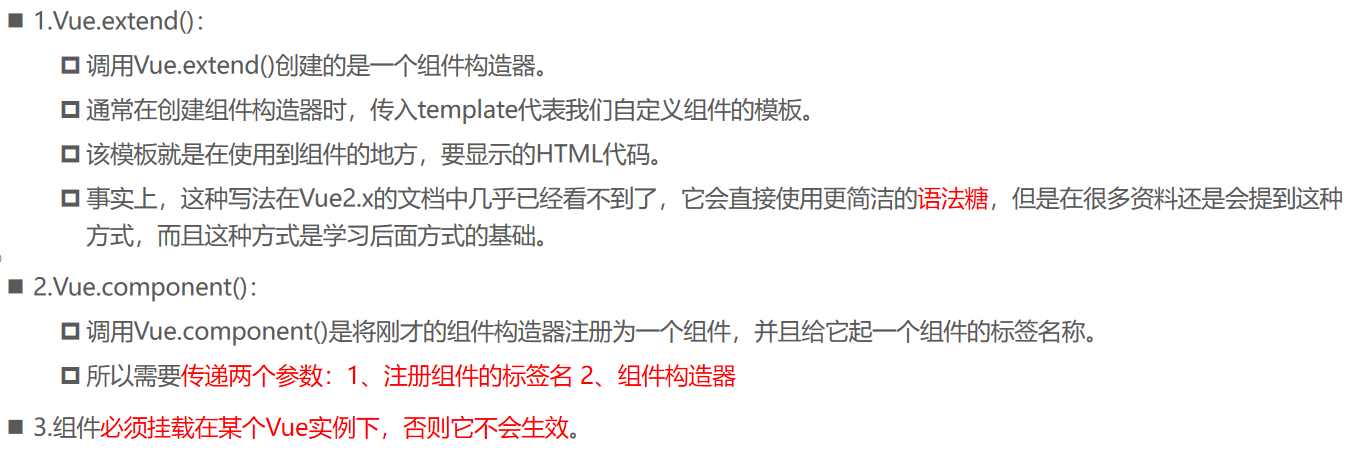 ■ 1.Vue.extend()：
调用Vue.extend()创建的是一个组件构造器。
通常在创建组件构造器时，传入template代表我们自定义组件的模板。
该模板就是在使用到组件的地方，要显示的HTML代码。
事实上，这种写法在Vue2.x的文档中几乎已经看不到了，它会直接使用更简洁的语法糖，但是在很多资料还是会提到这种
方式，而且这种方式是学习后面方式的基础。
■ 2.Vue.component()：
调用Vue.component()是将刚才的组件构造器注册为一个组件，并且给它起一个组件的标签名称。
所以需要传递两个参数：1、注册组件的标签名 2、组件构造器
■ 3.组件必须挂载在某个Vue实例下，否则它不会生效。